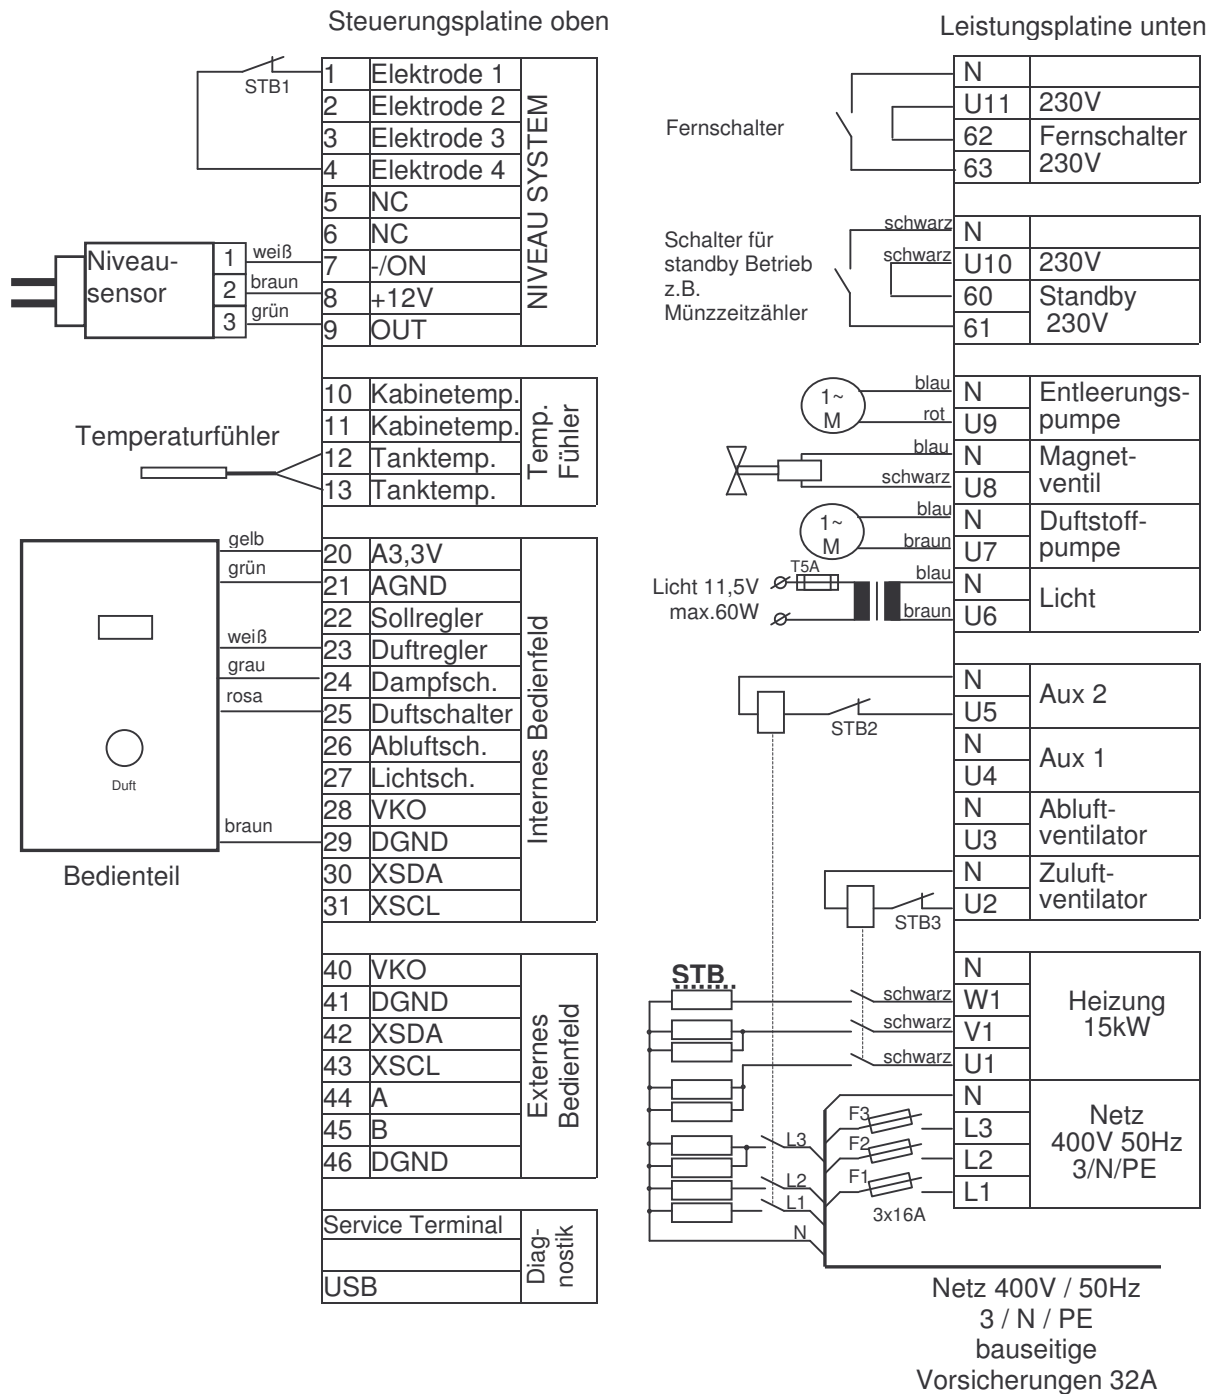 Steuerungsplatine oben
STB1
1 Elektrode 1
2 Elektrode 2
3 Elektrode 3
4 Elektrode 4
5 NC
6 NC
7 -/ON
8 +12V
9 OUT
NIVEAU SYSTEM
Niveau-
sensor
1 weiß
2 braun
3 grün
10 Kabinetemp.
11 Kabinetemp.
12 Tanktemp.
13 Tanktemp.
Temp.
Fühler
Temperaturfühler
gelb
grün
weiß
grau
rosa
braun
Duft
Bedienteil
20 A3,3V
21 AGND
22 Sollregler
23 Duftregler
24 Dampfsch.
25 Duftschalter
26 Abluftsch.
27 Lichtsch.
28 VKO
29 DGND
30 XSDA
31 XSCL
Internes Bedienfeld
40 VKO
41 DGND
42 XSDA
43 XSCL
44 A
45 B
46 DGND
Externes
Bedienfeld
Service Terminal
USB
Diag-
nostik
Leistungsplatine unten
Fernschalter
N
U11 230V
62 Fernschalter
63 230V
Schalter für
standby Betrieb
z.B.
Münzzeitzähler
schwarz N
schwarz U10 230V
60 Standby
61 230V
1~
M
blau N Entleerungs-
rot U9 pumpe
blau N Magnet-
schwarz U8 ventil
1~
M
blau N Duftstoff-
braun U7 pumpe
T5A
Licht 11,5V
max.60W
blau N Licht
braun U6
N Aux 2
U5
STB2
N Aux 1
U4
N Abluft-
U3 ventilator
N Zuluft-
U2 ventilator
STB3
STB
N
schwarz W1
schwarz V1
schwarz U1
Heizung
15kW
N
F3 L3
F2 L2
F1 L1
3x16A
Netz
400V 50Hz
3/N/PE
L3
L2
L1
N
Netz 400V / 50Hz
3 / N / PE
bauseitige
Vorsicherungen 32A